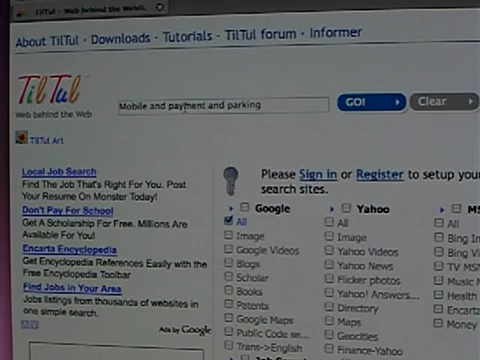 TilTul - Web behind the Web\\
About TilTul · Downloads · Tutorials · TilTul forum · Informer
TilTul™
Web behind the Web
Mobile and payment and parking
GO!
Clear
TilTul Art
Local Job Search
Find The Job That's Right For You. Post
Your Resume On Monster Today!
Don't Pay For School
Get A Scholarship For Free. Millions Are
Available For You!
Encarta Encyclopedia
Get Encyclopedia References Easily with the
Free Encyclopedia Toolbar
Find Jobs in Your Area
Jobs listings from thousands of websites in
one simple search.
Ads by Google
Please Sign in or Register to setup your
search sites.
Google
All
Image
Google Videos
Blogs
Scholar
Books
Patents
Google Maps
Public Code se...
Trans->English
Yahoo
All
Image
Yahoo Videos
Yahoo News
Flicker photos
Yahoo! Answers...
Directory
Maps
Geocities
Finance-Yahoo
All
Bing
Bing
TV MSN
Music
Health
Encarta
Money